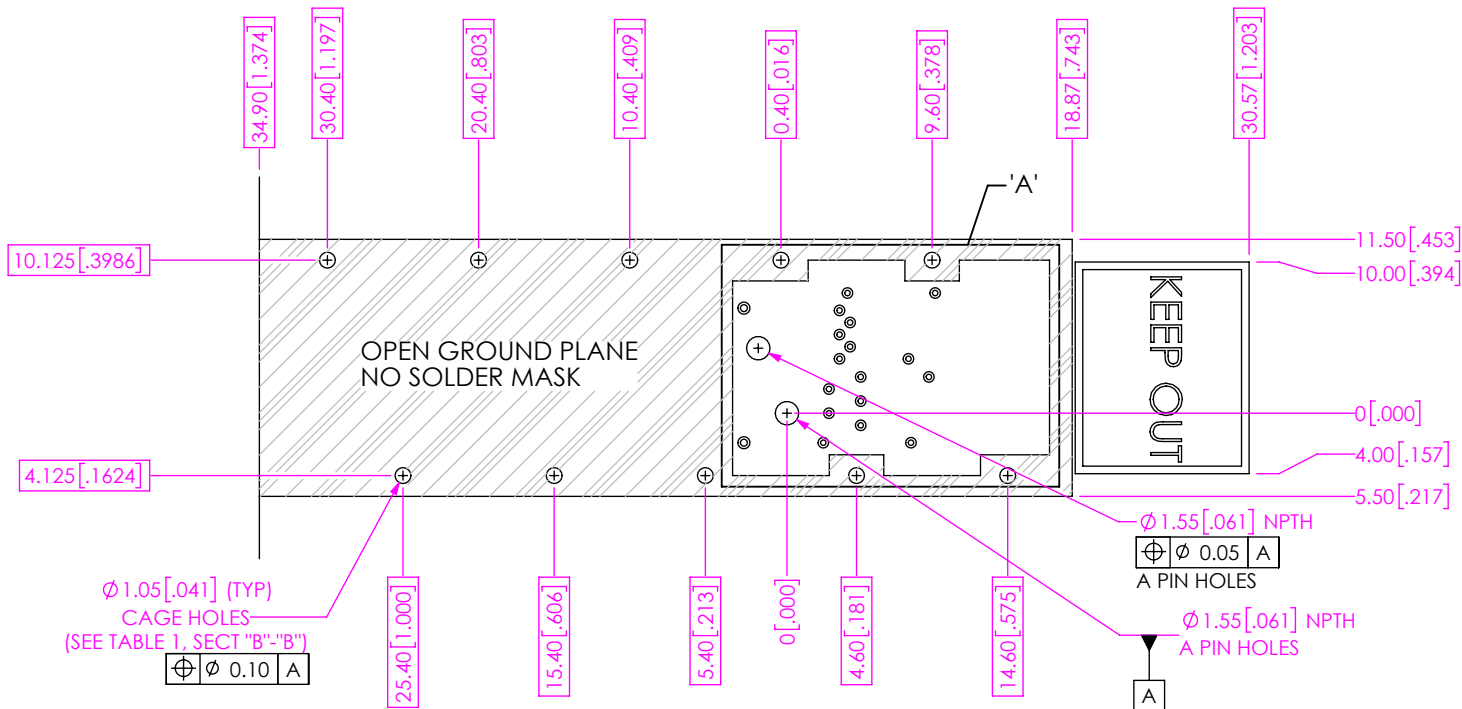 34.90 [1.374]
30.40 [1.197]
20.40 [.803]
10.40 [.409]
0.40 [.016]
9.60 [.378]
18.87 [.743]
30.57 [1.203]
'A'
10.125 [.3986]
11.50 [.453]
10.00 [.394]
KEEP OUT
OPEN GROUND PLANE
NO SOLDER MASK
0 [.000]
4.125 [.1624]
4.00 [.157]
5.50 [.217]
Ø 1.55 [.061] NPTH
⌖ Ø 0.05 A
A PIN HOLES
Ø 1.05 [.041] (TYP)
CAGE HOLES
(SEE TABLE 1, SECT "B"-"B")
⌖ Ø 0.10 A
25.40 [1.000]
15.40 [.606]
5.40 [.213]
0 [.000]
4.60 [.181]
14.60 [.575]
Ø 1.55 [.061] NPTH
A PIN HOLES
A